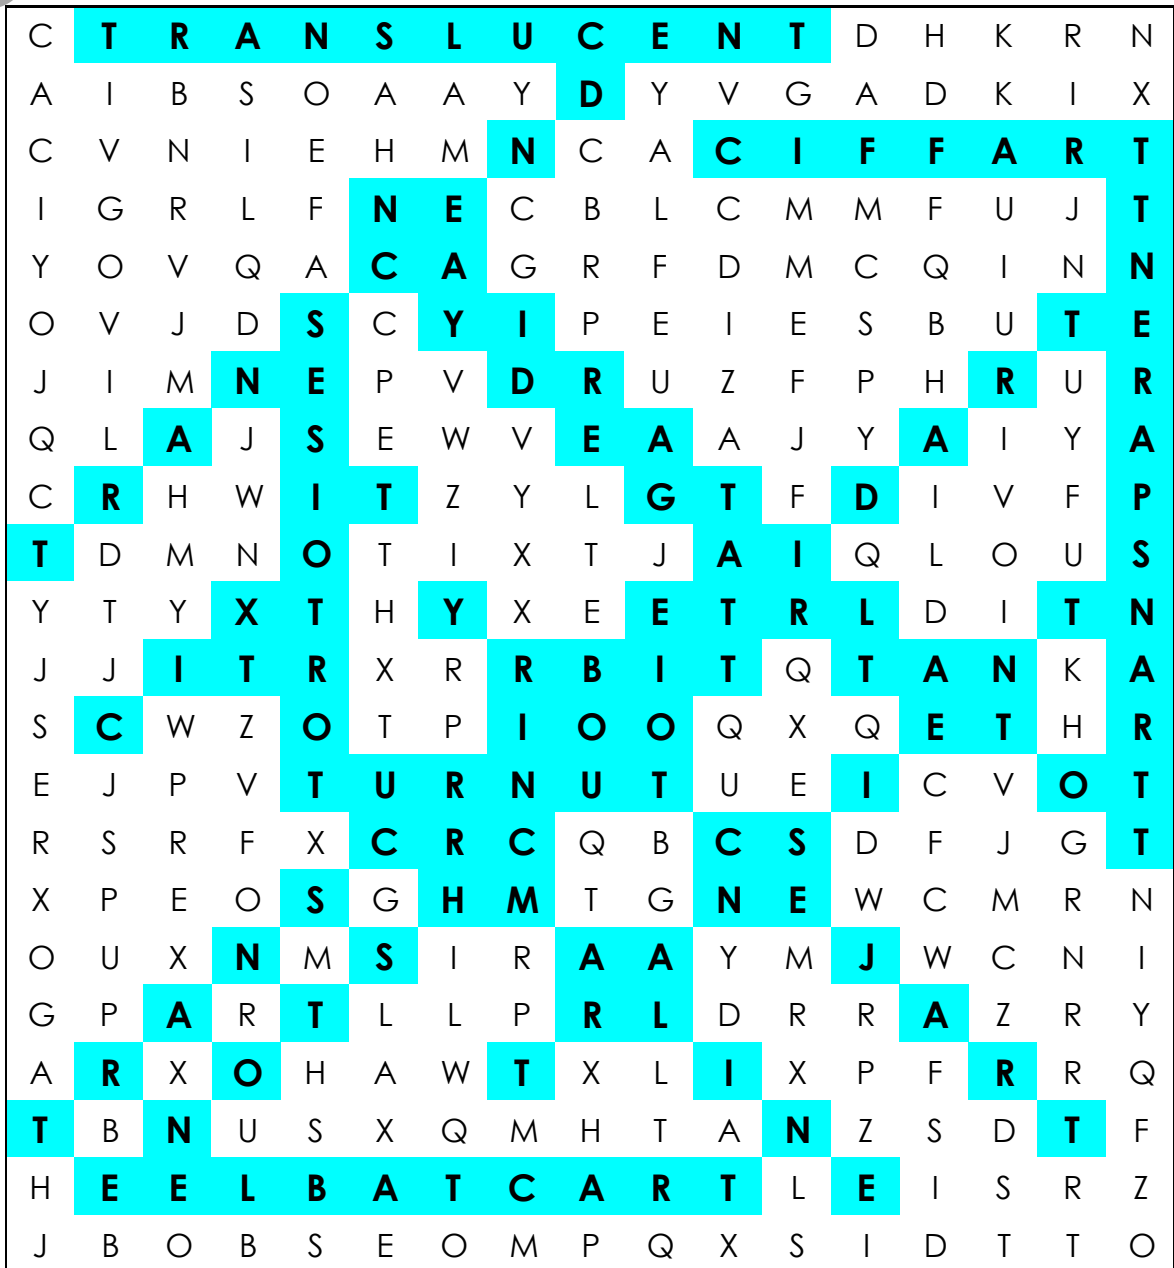 C T R A N S L U C E N T D H K R N
A I B S O A A Y D Y V G A D K I X
C V N I E H M N C A C I F F A R T
I G R L F N E C B L C M M F U J T
Y O V Q A C A G R F D M C Q I N N
O V J D S C Y I P E I E S B U T E
J I M N E P V D R U Z F P H R U R
Q L A J S E W V E A A J Y A I Y A
C R H W I T Z Y L G T F D I V F P
T D M N O T I X T J A I Q L O U S
Y T Y X T H Y X E E T R L D I T N
J J I T R X R R B I T Q T A N K A
S C W Z O T P I O O Q X Q E T H R
E J P V T U R N U T U E I C V O T
R S R F X C R C Q B C S D F J G T
X P E O S G H M T G N E W C M R N
O U X N M S I R A A Y M J W C N I
G P A R T L L P R L D R R A Z R Y
A R X O H A W T X L I X P F R R Q
T B N U S X Q M H T A N Z S D T F
H E E L B A T C A R T L E I S R Z
J B O B S E O M P Q X S I D T T O